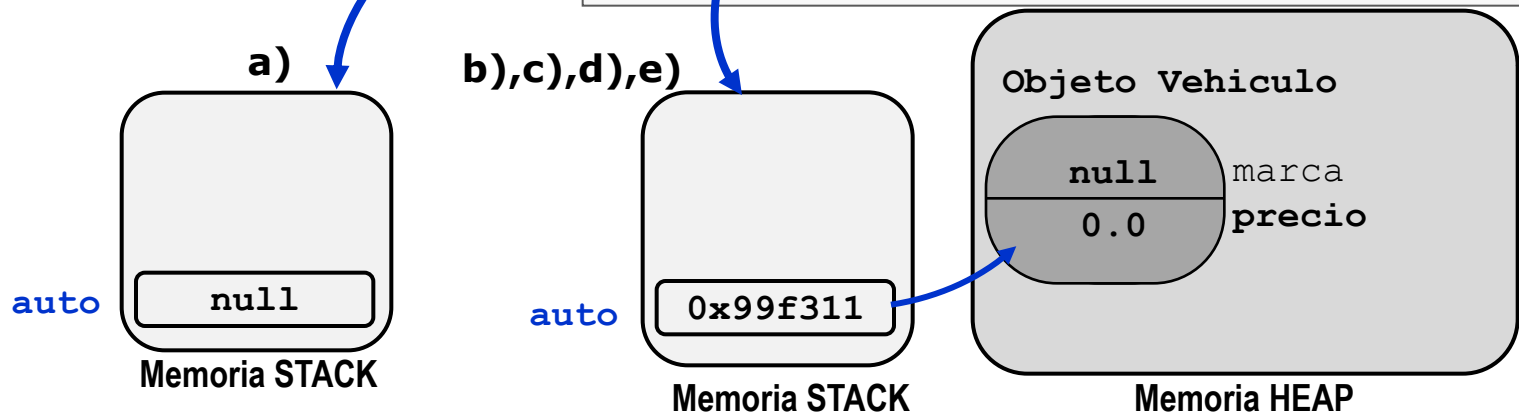 a)
b),c),d),e)
Objeto Vehiculo
null marca
0.0 precio
auto null
auto 0x99f311
Memoria STACK
Memoria STACK
Memoria HEAP